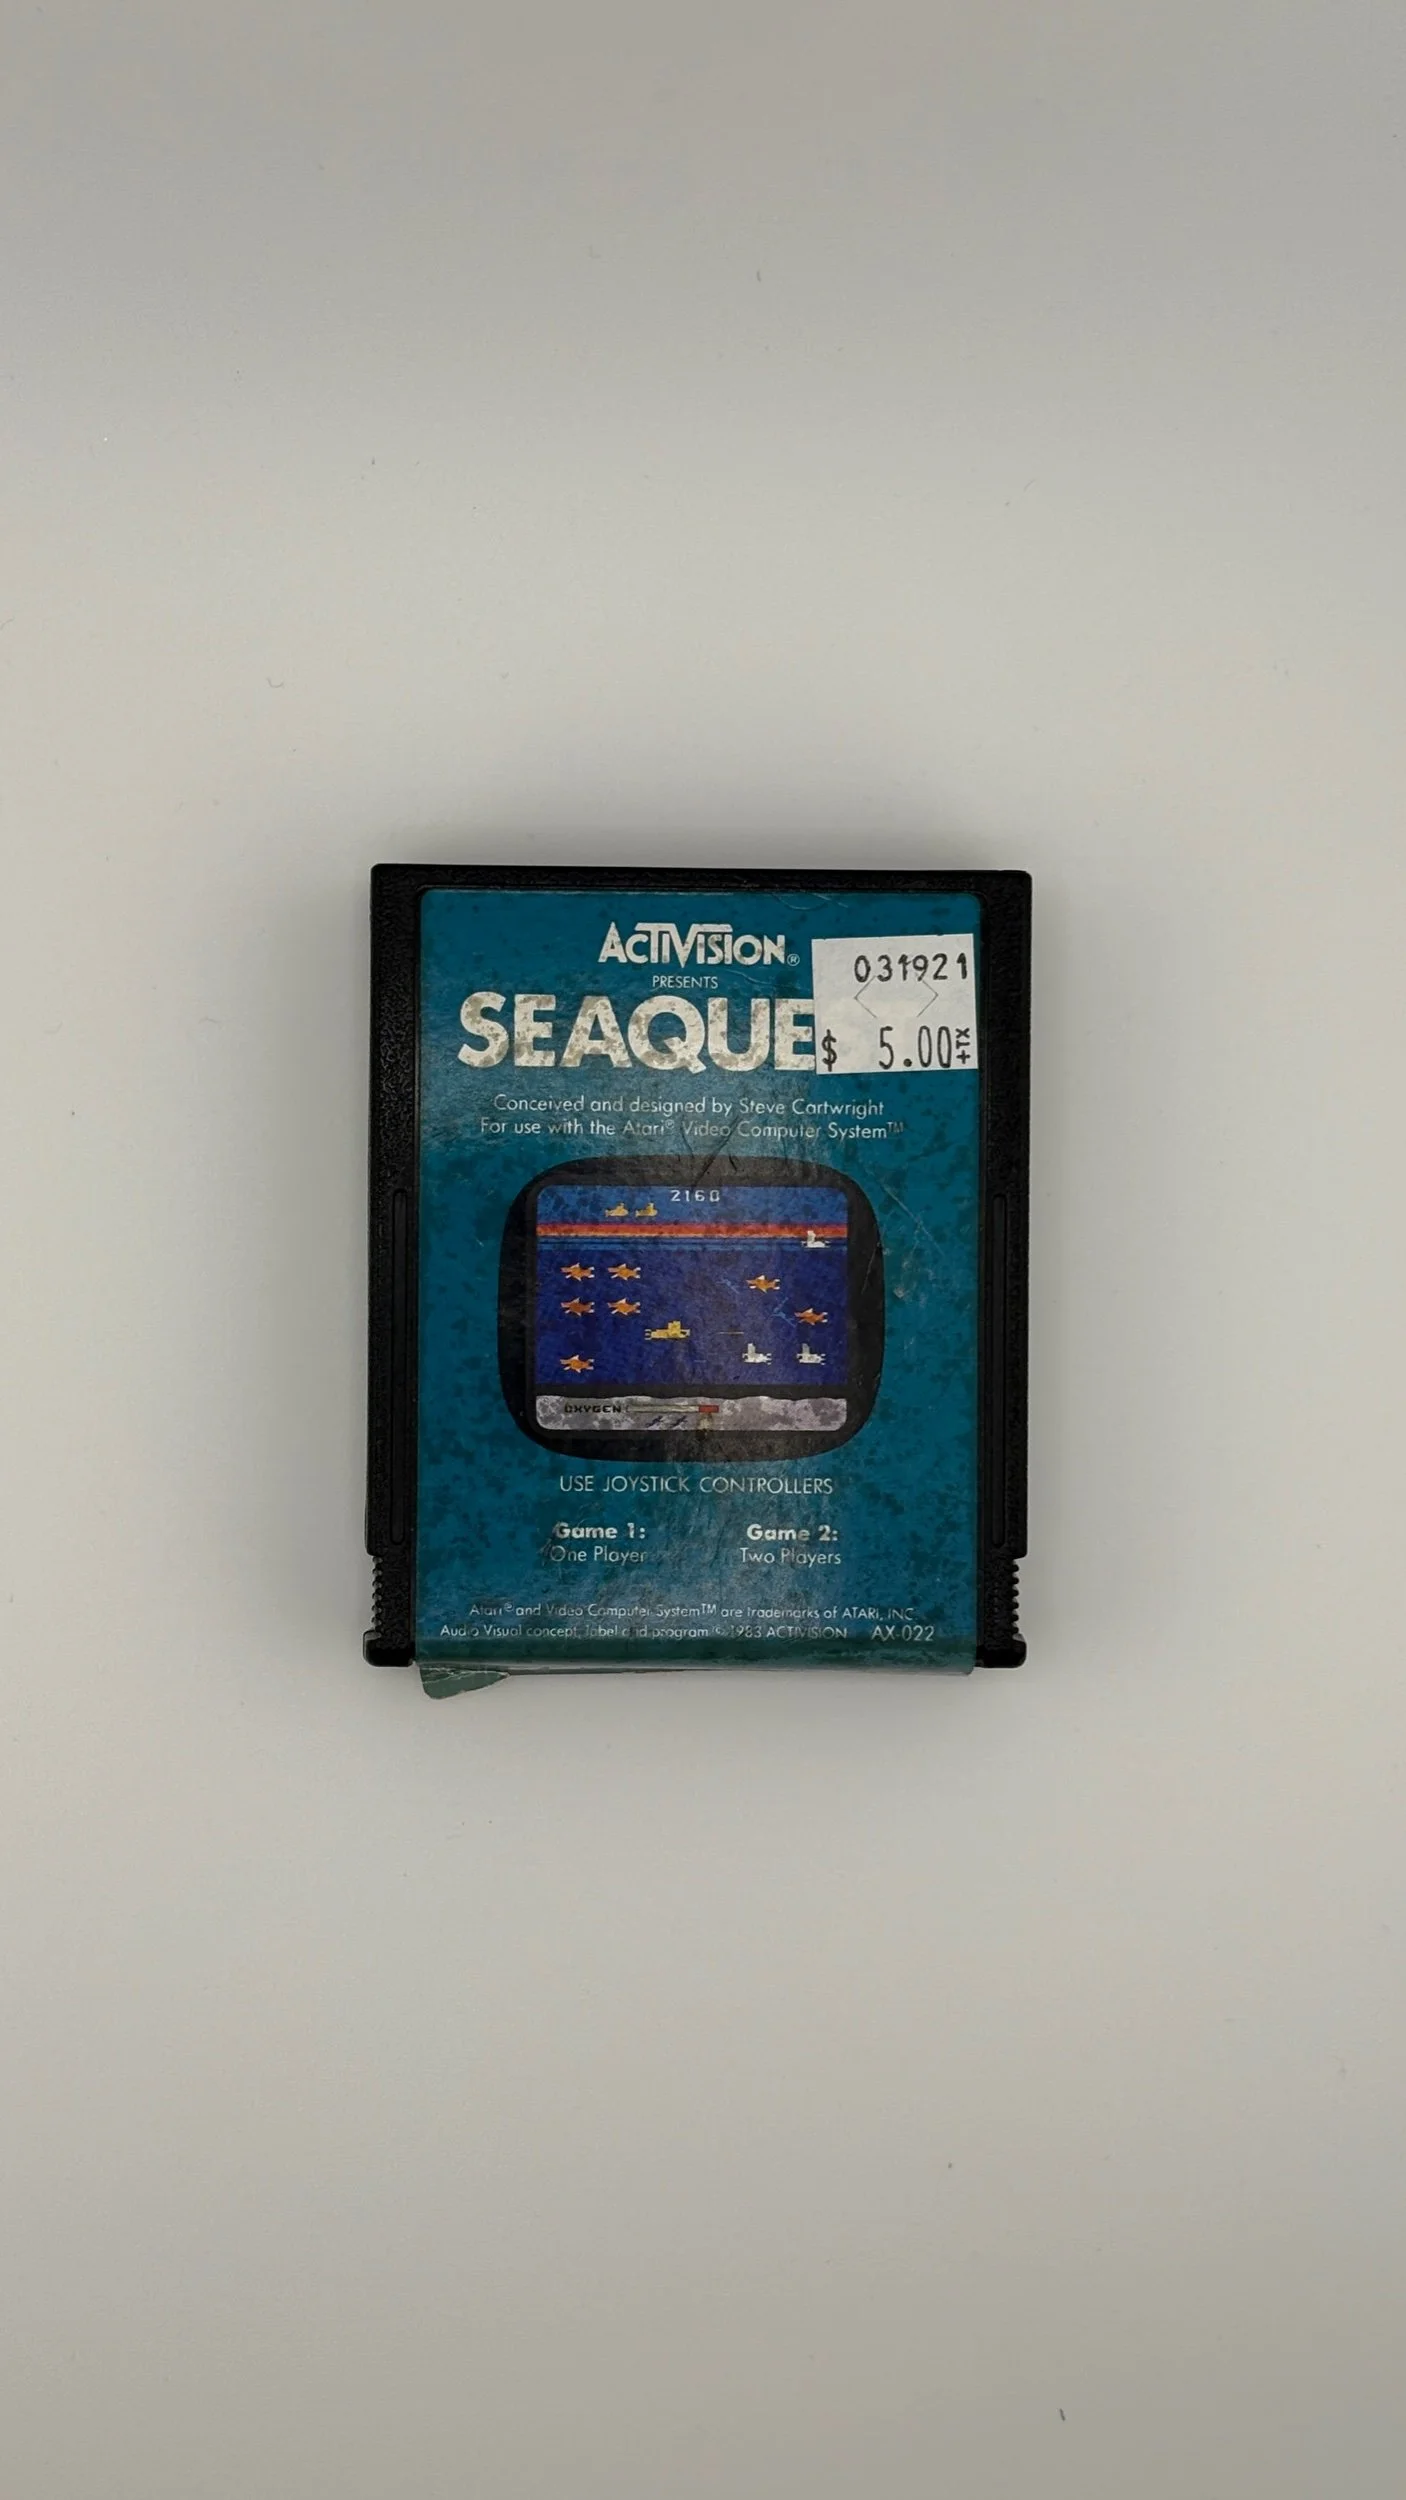 ACTIVISION®
PRESENTS
SEAQUE
031921
$ 5.00 +TX
Conceived and designed by Steve Cartwright
For use with the Atari® Video Computer System™
2160
OXYGEN
USE JOYSTICK CONTROLLERS
Game 1: Game 2:
One Player Two Players
Atari® and Video Computer System™ are trademarks of ATARI, INC.
Audio Visual concept, label and program © 1983 ACTIVISION AX-022